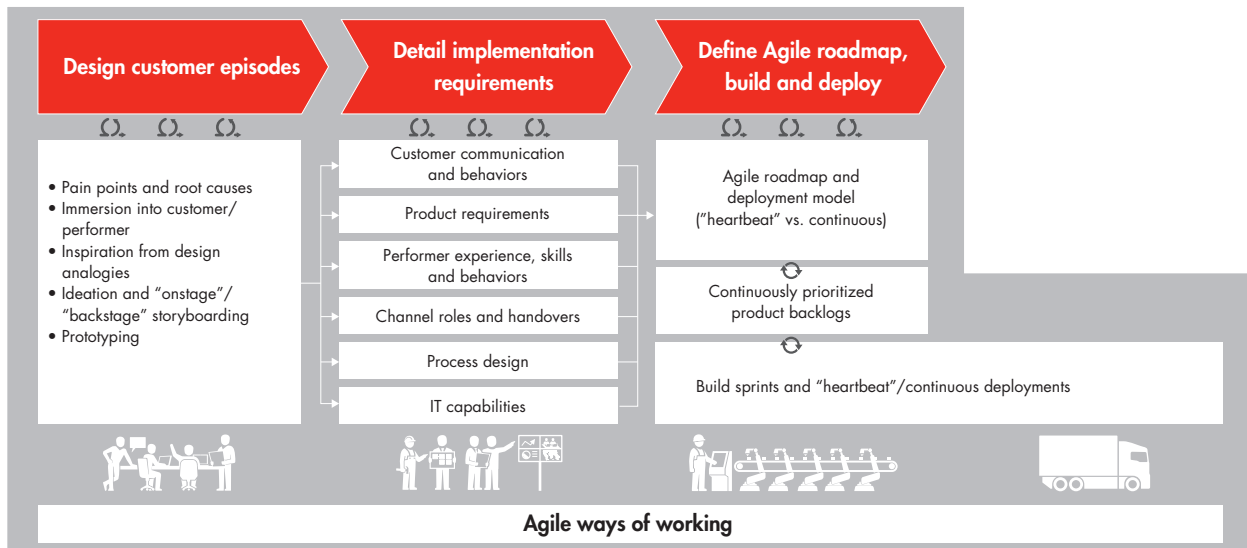 Design customer episodes
Detail implementation
requirements
Define Agile roadmap,
build and deploy
• Pain points and root causes
• Immersion into customer/
performer
• Inspiration from design
analogies
• Ideation and “onstage”/
“backstage” storyboarding
• Prototyping
Customer communication
and behaviors
Product requirements
Performer experience, skills
and behaviors
Channel roles and handovers
Process design
IT capabilities
Agile roadmap and
deployment model
(”heartbeat” vs. continuous)
Continuously prioritized
product backlogs
Build sprints and “heartbeat”/continuous deployments
Agile ways of working